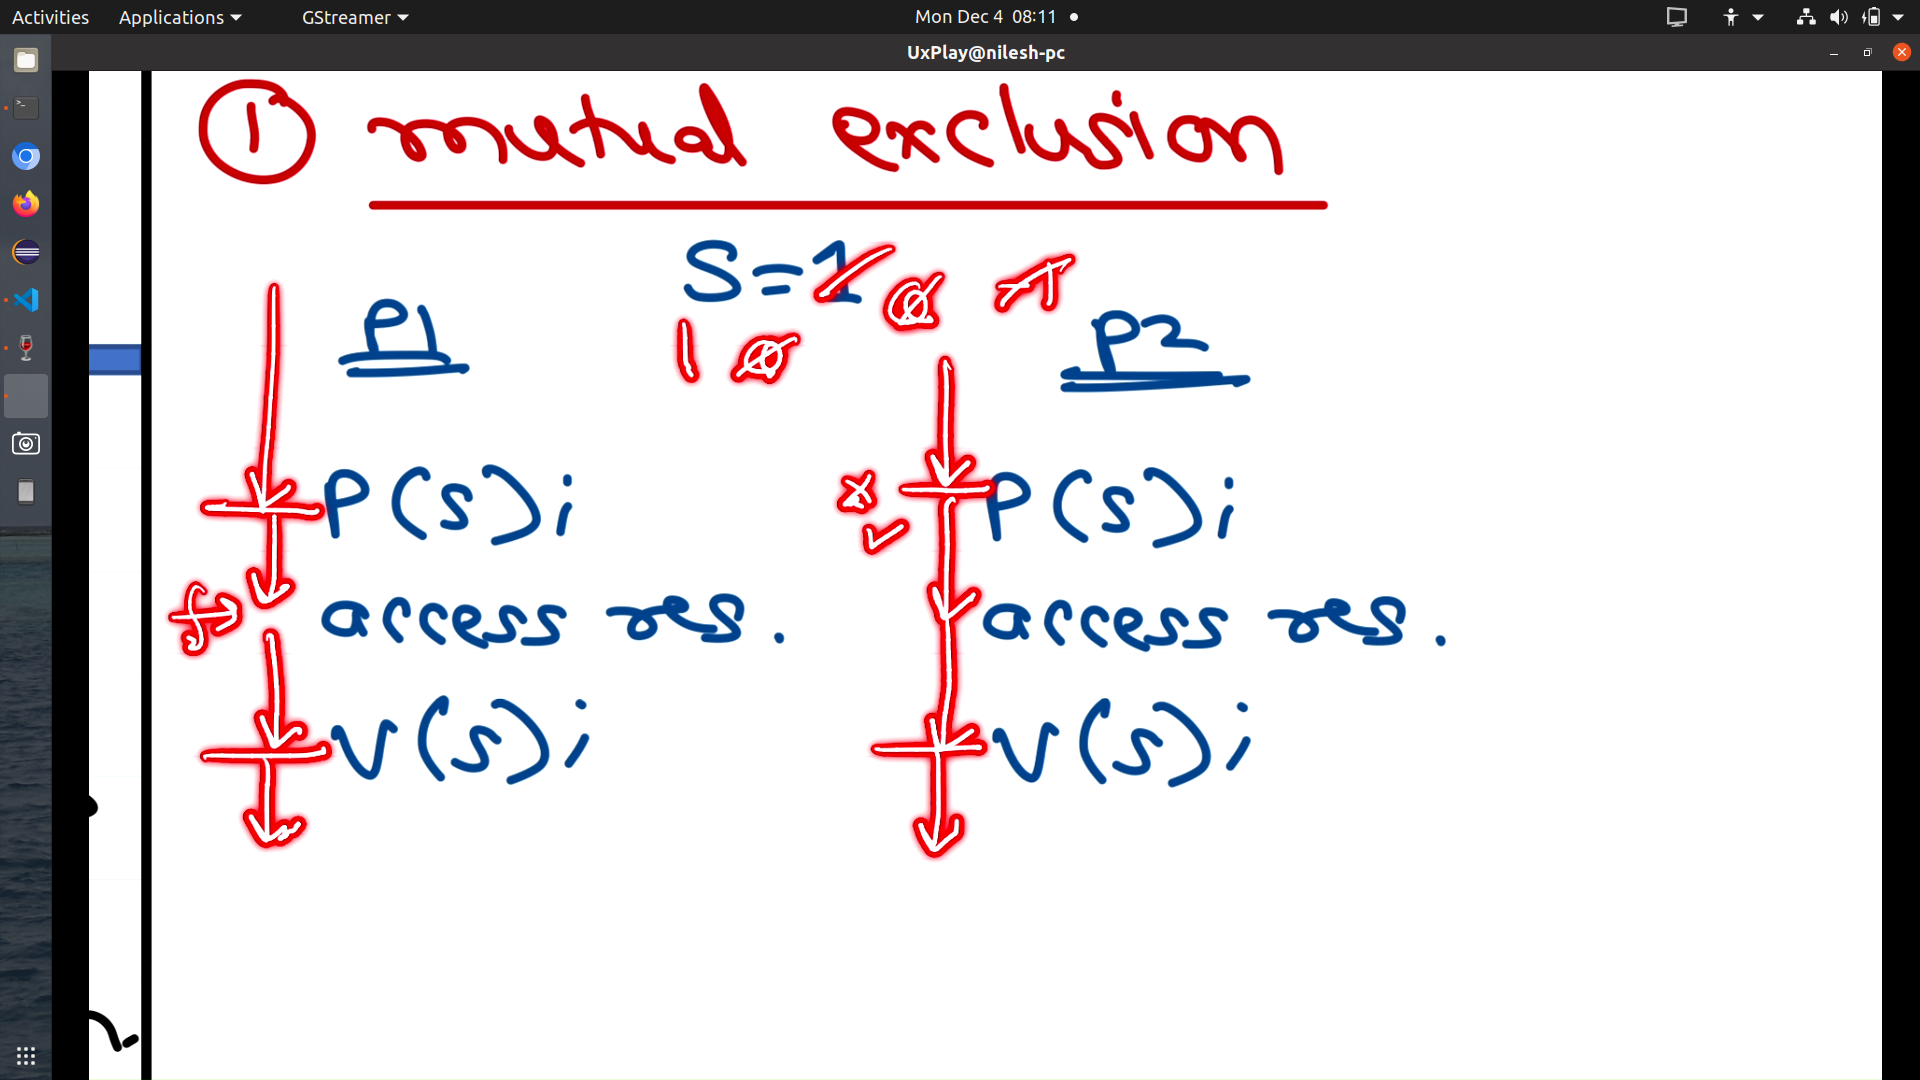 Activities Applications GStreamer Mon Dec 4 08:11
UxPlay@nilesh-pc
1 mutual exclusion
S=1 0 1
1 0
P1 P2
P(s); P(s);
access res. access res.
V(s); V(s);